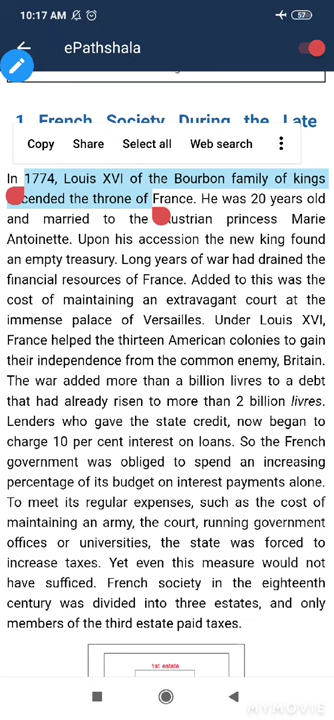 10:17 AM
57
ePathshala
1 French Society During the Late
Copy Share Select all Web search
In 1774, Louis XVI of the Bourbon family of kings
cended the throne of France. He was 20 years old
and married to the ustrian princess Marie
Antoinette. Upon his accession the new king found
an empty treasury. Long years of war had drained the
financial resources of France. Added to this was the
cost of maintaining an extravagant court at the
immense palace of Versailles. Under Louis XVI,
France helped the thirteen American colonies to gain
their independence from the common enemy, Britain.
The war added more than a billion livres to a debt
that had already risen to more than 2 billion livres.
Lenders who gave the state credit, now began to
charge 10 per cent interest on loans. So the French
government was obliged to spend an increasing
percentage of its budget on interest payments alone.
To meet its regular expenses, such as the cost of
maintaining an army, the court, running government
offices or universities, the state was forced to
increase taxes. Yet even this measure would not
have sufficed. French society in the eighteenth
century was divided into three estates, and only
members of the third estate paid taxes.
1st estate
MYMOVIE